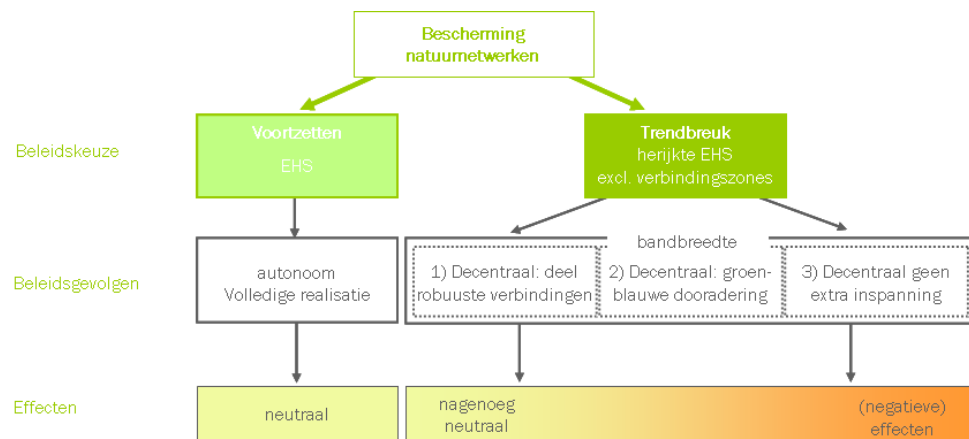 Bescherming
natuurnetwerken
Beleidskeuze
Voortzetten
EHS
Trendbreuk
herijkte EHS
excl. verbindingszones
Beleidsgevolgen
autonoom
Volledige realisatie
bandbreedte
1) Decentraal: deel
robuuste verbindingen
2) Decentraal: groen-
blauwe dooradering
3) Decentraal geen
extra inspanning
Effecten
neutraal
nagenoeg
neutraal
(negatieve)
effecten